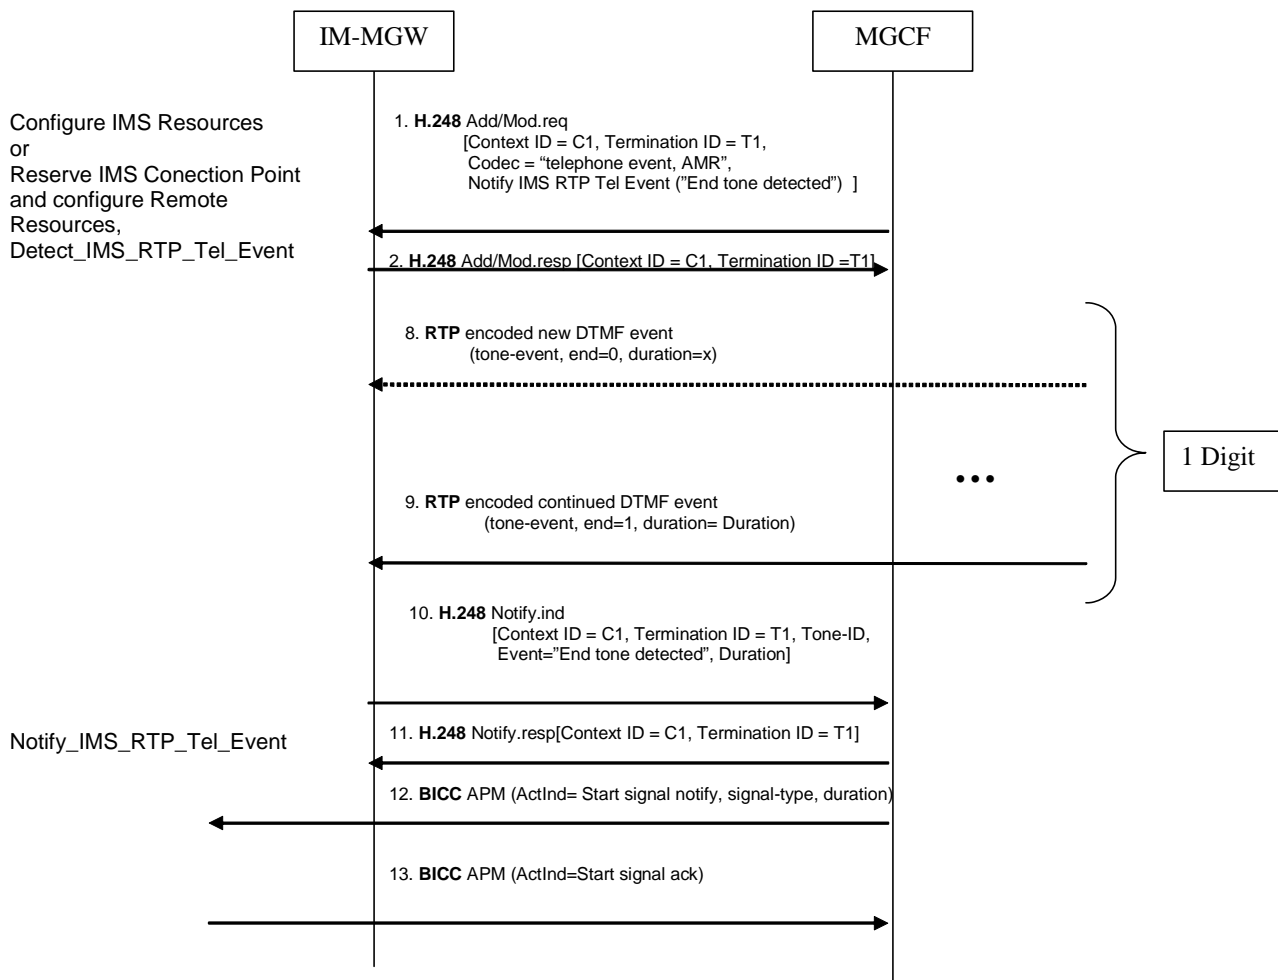 IM-MGW
MGCF
Configure IMS Resources
or
Reserve IMS Conection Point
and configure Remote
Resources,
Detect_IMS_RTP_Tel_Event
1. H.248 Add/Mod.req
[Context ID = C1, Termination ID = T1,
Codec = “telephone event, AMR”,
Notify IMS RTP Tel Event (”End tone detected”) ]
2. H.248 Add/Mod.resp [Context ID = C1, Termination ID =T1]
8. RTP encoded new DTMF event
(tone-event, end=0, duration=x)
1 Digit
...
9. RTP encoded continued DTMF event
(tone-event, end=1, duration= Duration)
10. H.248 Notify.ind
[Context ID = C1, Termination ID = T1, Tone-ID,
Event=”End tone detected”, Duration]
Notify_IMS_RTP_Tel_Event
11. H.248 Notify.resp[Context ID = C1, Termination ID = T1]
12. BICC APM (ActInd= Start signal notify, signal-type, duration)
13. BICC APM (ActInd=Start signal ack)